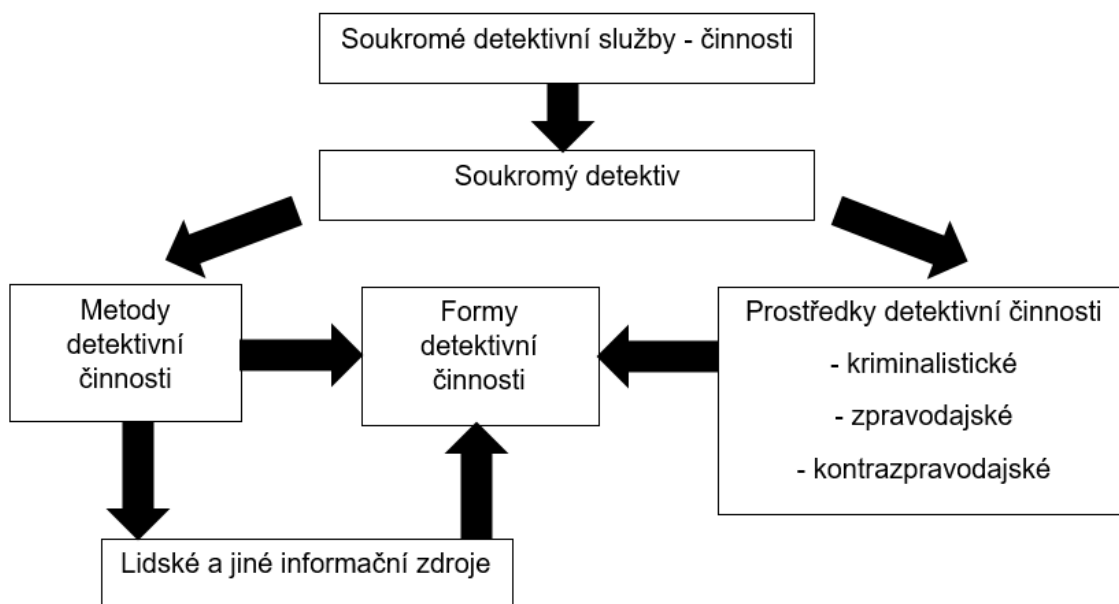 Soukromé detektivní služby - činnosti
Soukromý detektiv
Metody
detektivní
činnosti
Formy
detektivní
činnosti
Prostředky detektivní činnosti
- kriminalistické
- zpravodajské
- kontrazpravodajské
Lidské a jiné informační zdroje